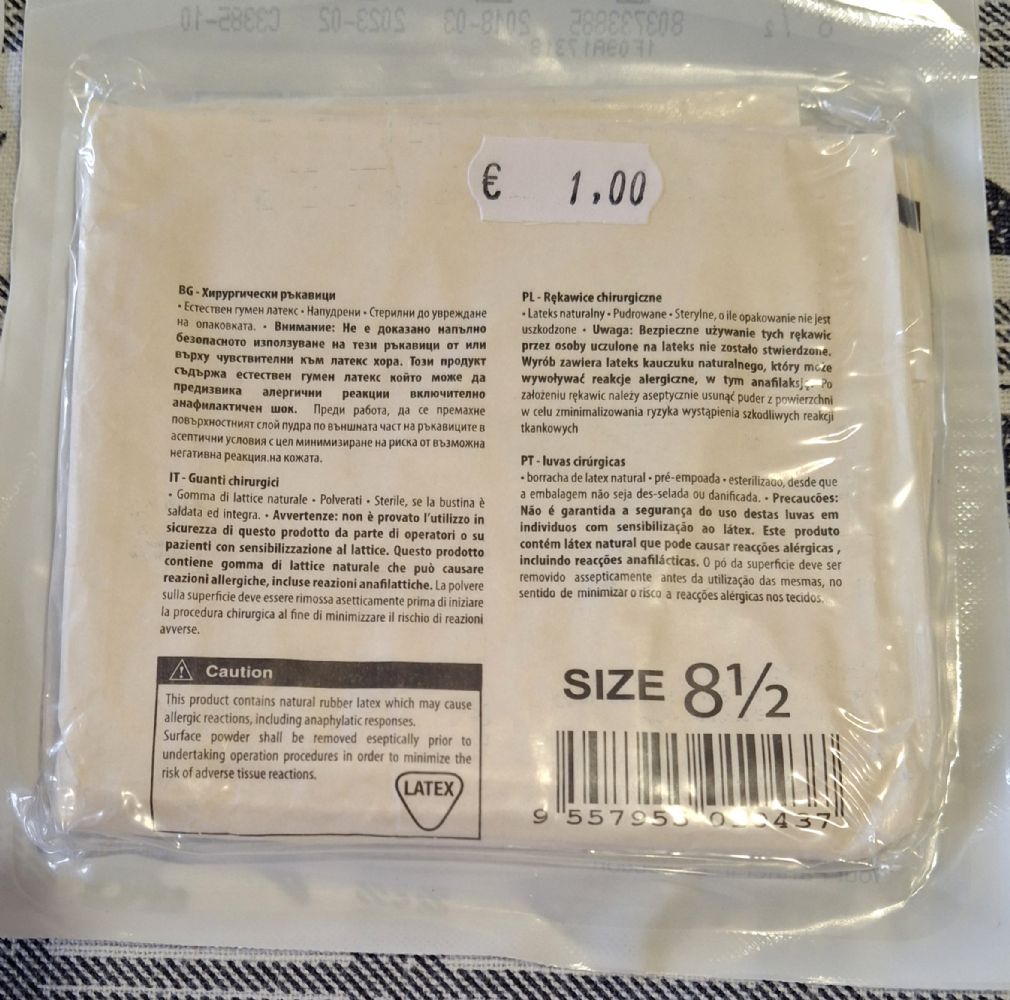 8 ½ 803733885 2018-03 2023-02 C3385-10
€ 1.00
BG - Хирургически ръкавици
• Естествен гумен латекс • Напудрени • Стерилни до увреждане
на опаковката. • Внимание: Не е доказано напълно
безопасното използуване на тези ръкавици от или
върху чувствителни към латекс хора. Този продукт
съдържа естествен гумен латекс който може да
предизвика алергични реакции включително
анафилактичен шок. Преди работа, да се премахне
повърхностният слой пудра по външната част на ръкавиците в
асептични условия с цел минимизиране на риска от възможна
негативна реакция.на кожата.
IT - Guanti chirurgici
• Gomma di lattice naturale • Polverati • Sterile, se la bustina è
saldata ed integra. • Avvertenze: non è provato l'utilizzo in
sicurezza di questo prodotto da parte di operatori o su
pazienti con sensibilizzazione al lattice. Questo prodotto
contiene gomma di lattice naturale che può causare
reazioni allergiche, incluse reazioni anafilattiche. La polvere
sulla superficie deve essere rimossa asetticamente prima di iniziare
la procedura chirurgica al fine di minimizzare il rischio di reazioni
avverse.
Caution
This product contains natural rubber latex which may cause
allergic reactions, including anaphylatic responses.
Surface powder shall be removed eseptically prior to
undertaking operation procedures in order to minimize the
risk of adverse tissue reactions.
LATEX
PL - Rękawice chirurgiczne
• Lateks naturalny • Pudrowane • Sterylne, o ile opakowanie nie jest
uszkodzone • Uwaga: Bezpieczne używanie tych rękawic
przez osoby uczulone na lateks nie zostało stwierdzone.
Wyrób zawiera lateks kauczuku naturalnego, który może
wywoływać reakcje alergiczne, w tym anafilaksję. Po
założeniu rękawic należy aseptycznie usunąć puder z powierzchni
w celu zminimalizowania ryzyka wystąpienia szkodliwych reakcji
tkankowych
PT - luvas cirúrgicas
• borracha de latex natural • pré-empoada • esterilizado, desde que
a embalagem não seja des-selada ou danificada. • Precaucões:
Não é garantida a segurança do uso destas luvas em
individuos com sensibilização ao látex. Este produto
contém látex natural que pode causar reacções alérgicas ,
incluindo reacções anafilácticas. O pó da superficie deve ser
removido assepticamente antes da utilização das mesmas, no
sentido de minimizar o risco a reacções alérgicas nos tecidos.
SIZE 8½